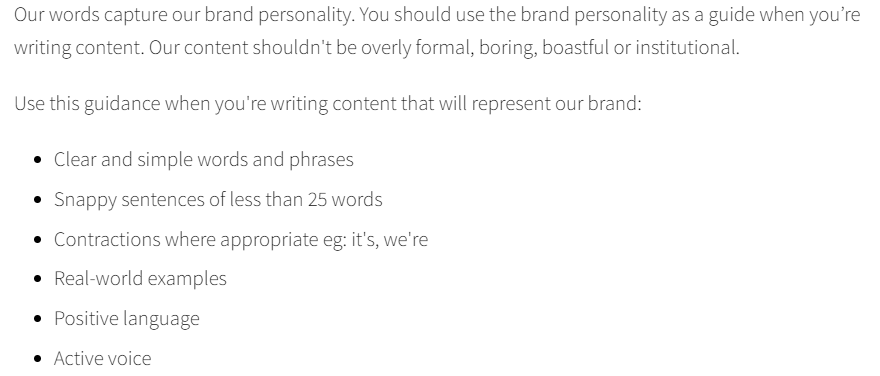 Our words capture our brand personality. You should use the brand personality as a guide when you’re
writing content. Our content shouldn't be overly formal, boring, boastful or institutional.
Use this guidance when you're writing content that will represent our brand:
• Clear and simple words and phrases
• Snappy sentences of less than 25 words
• Contractions where appropriate eg: it's, we're
• Real-world examples
• Positive language
• Active voice